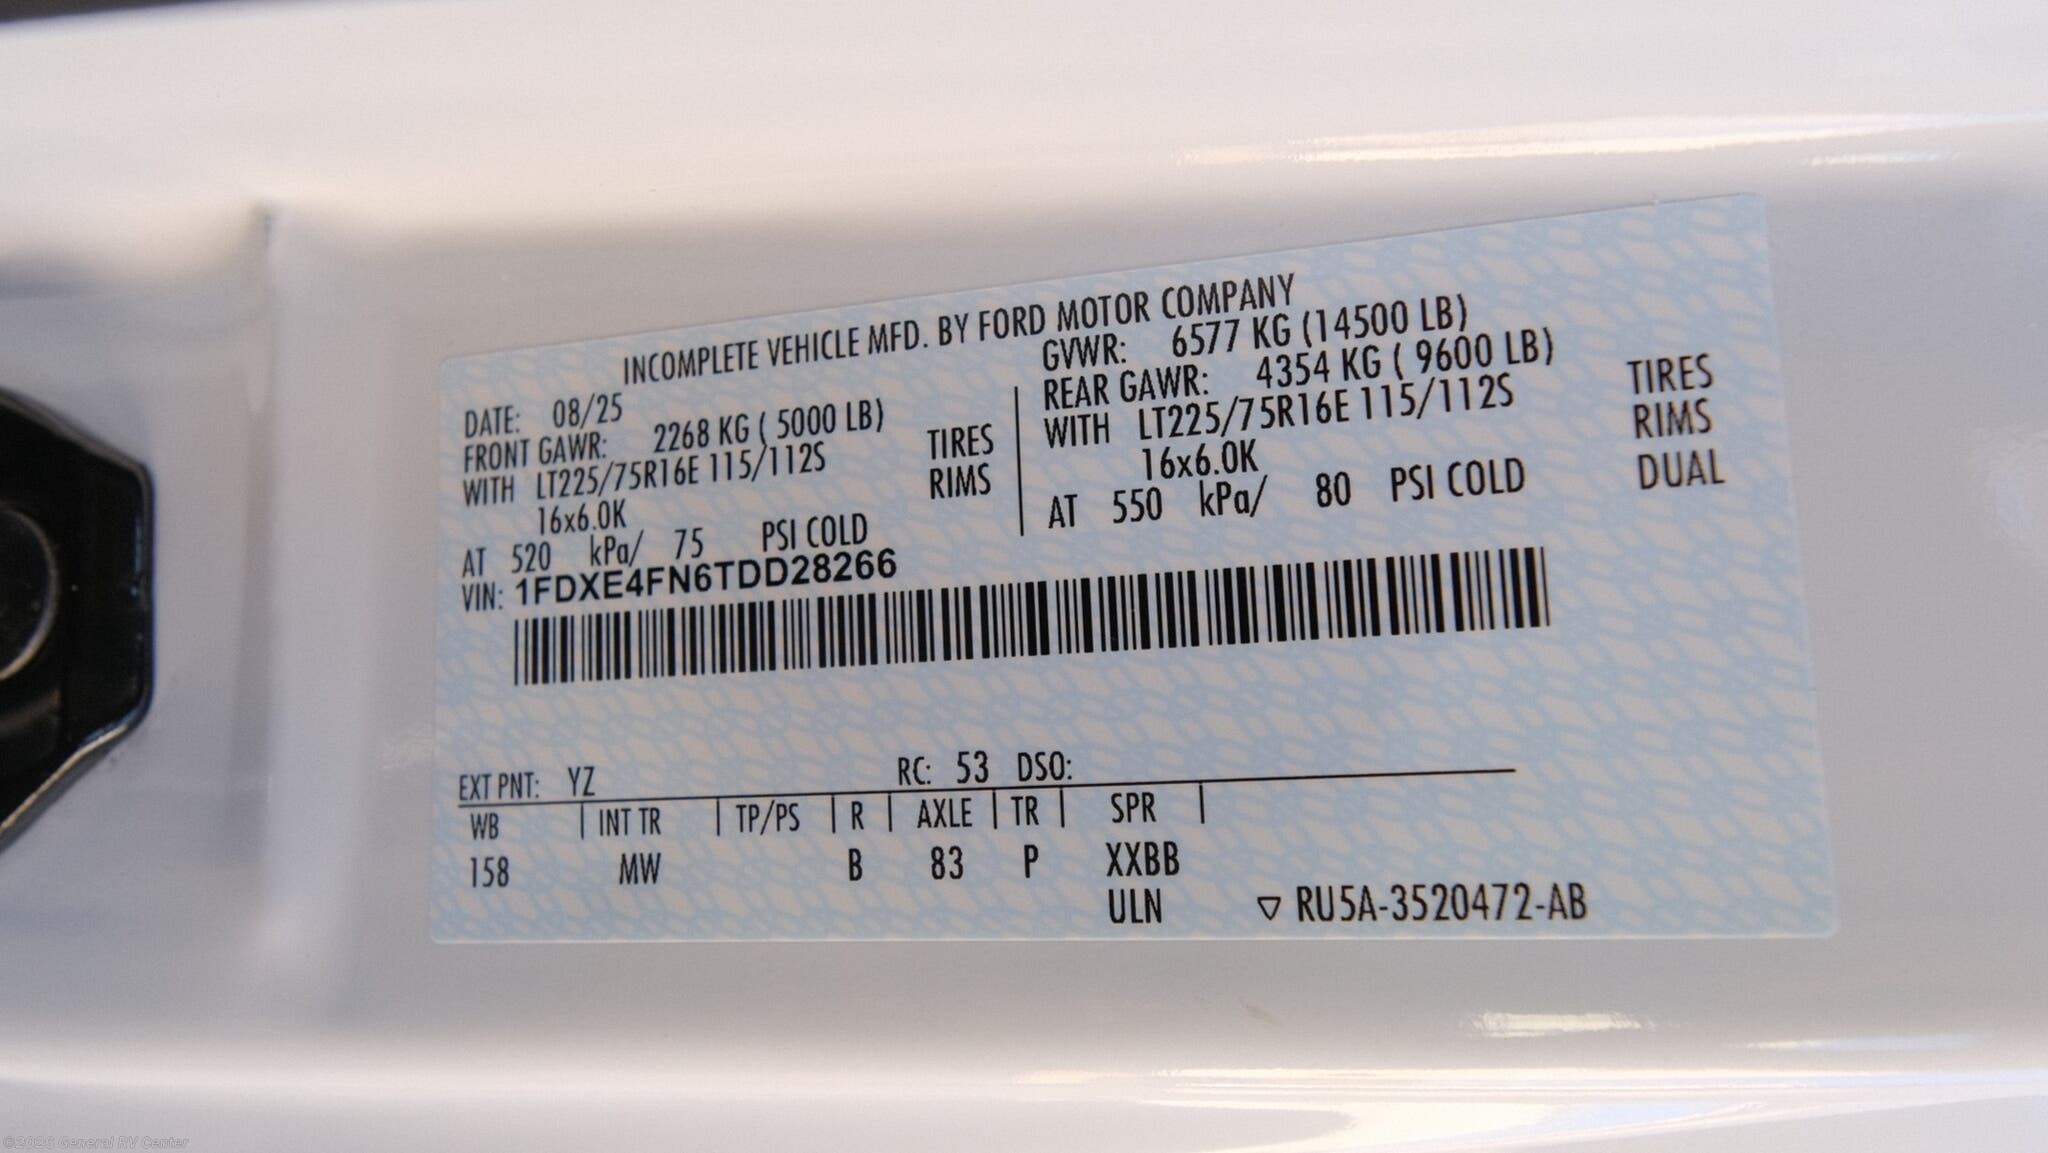 INCOMPLETE VEHICLE MFD. BY FORD MOTOR COMPANY
DATE: 08/25
FRONT GAWR: 2268 KG ( 5000 LB)
WITH LT225/75R16E 115/112S TIRES
16x6.0K RIMS
AT 520 kPa/ 75 PSI COLD
GVWR: 6577 KG (14500 LB)
REAR GAWR: 4354 KG ( 9600 LB)
WITH LT225/75R16E 115/112S TIRES
16x6.0K RIMS
AT 550 kPa/ 80 PSI COLD DUAL
VIN: 1FDXE4FN6TDD28266
EXT PNT: YZ RC: 53 DSO:
WB | INT TR | TP/PS | R | AXLE | TR | SPR |
158 MW B 83 P XXBB
ULN ▽ RU5A-3520472-AB
©2026 General RV Center